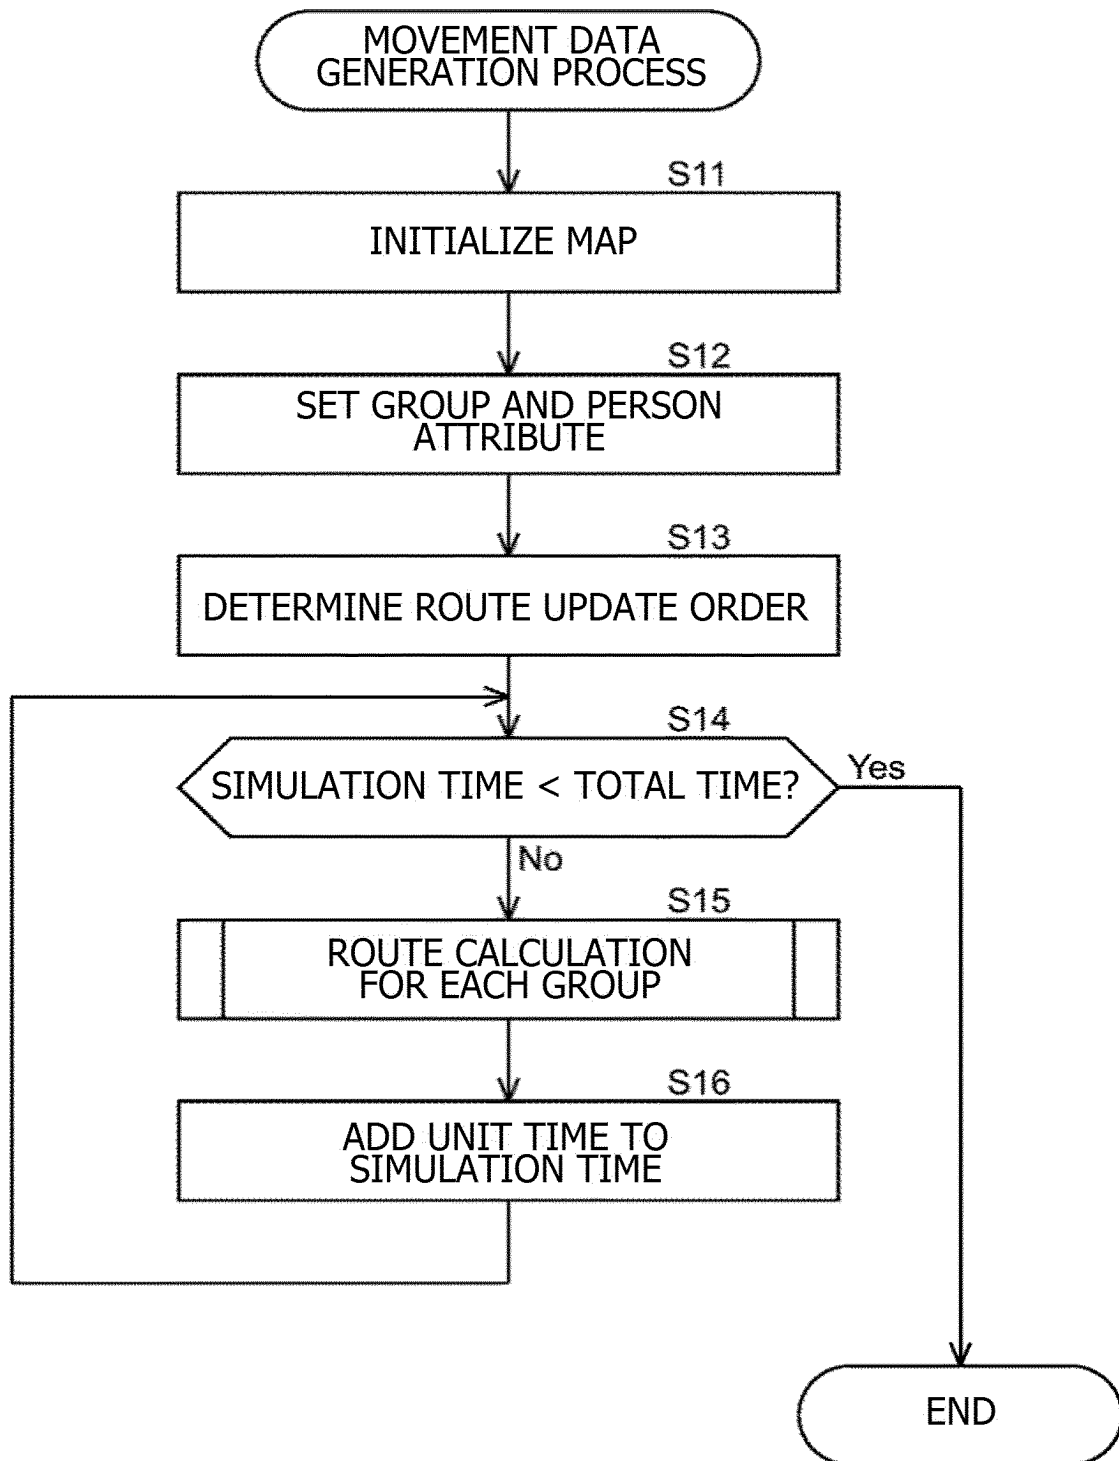 MOVEMENT DATA
GENERATION PROCESS
S11
INITIALIZE MAP
S12
SET GROUP AND PERSON
ATTRIBUTE
S13
DETERMINE ROUTE UPDATE ORDER
S14
SIMULATION TIME < TOTAL TIME?
Yes
No
S15
ROUTE CALCULATION
FOR EACH GROUP
S16
ADD UNIT TIME TO
SIMULATION TIME
END